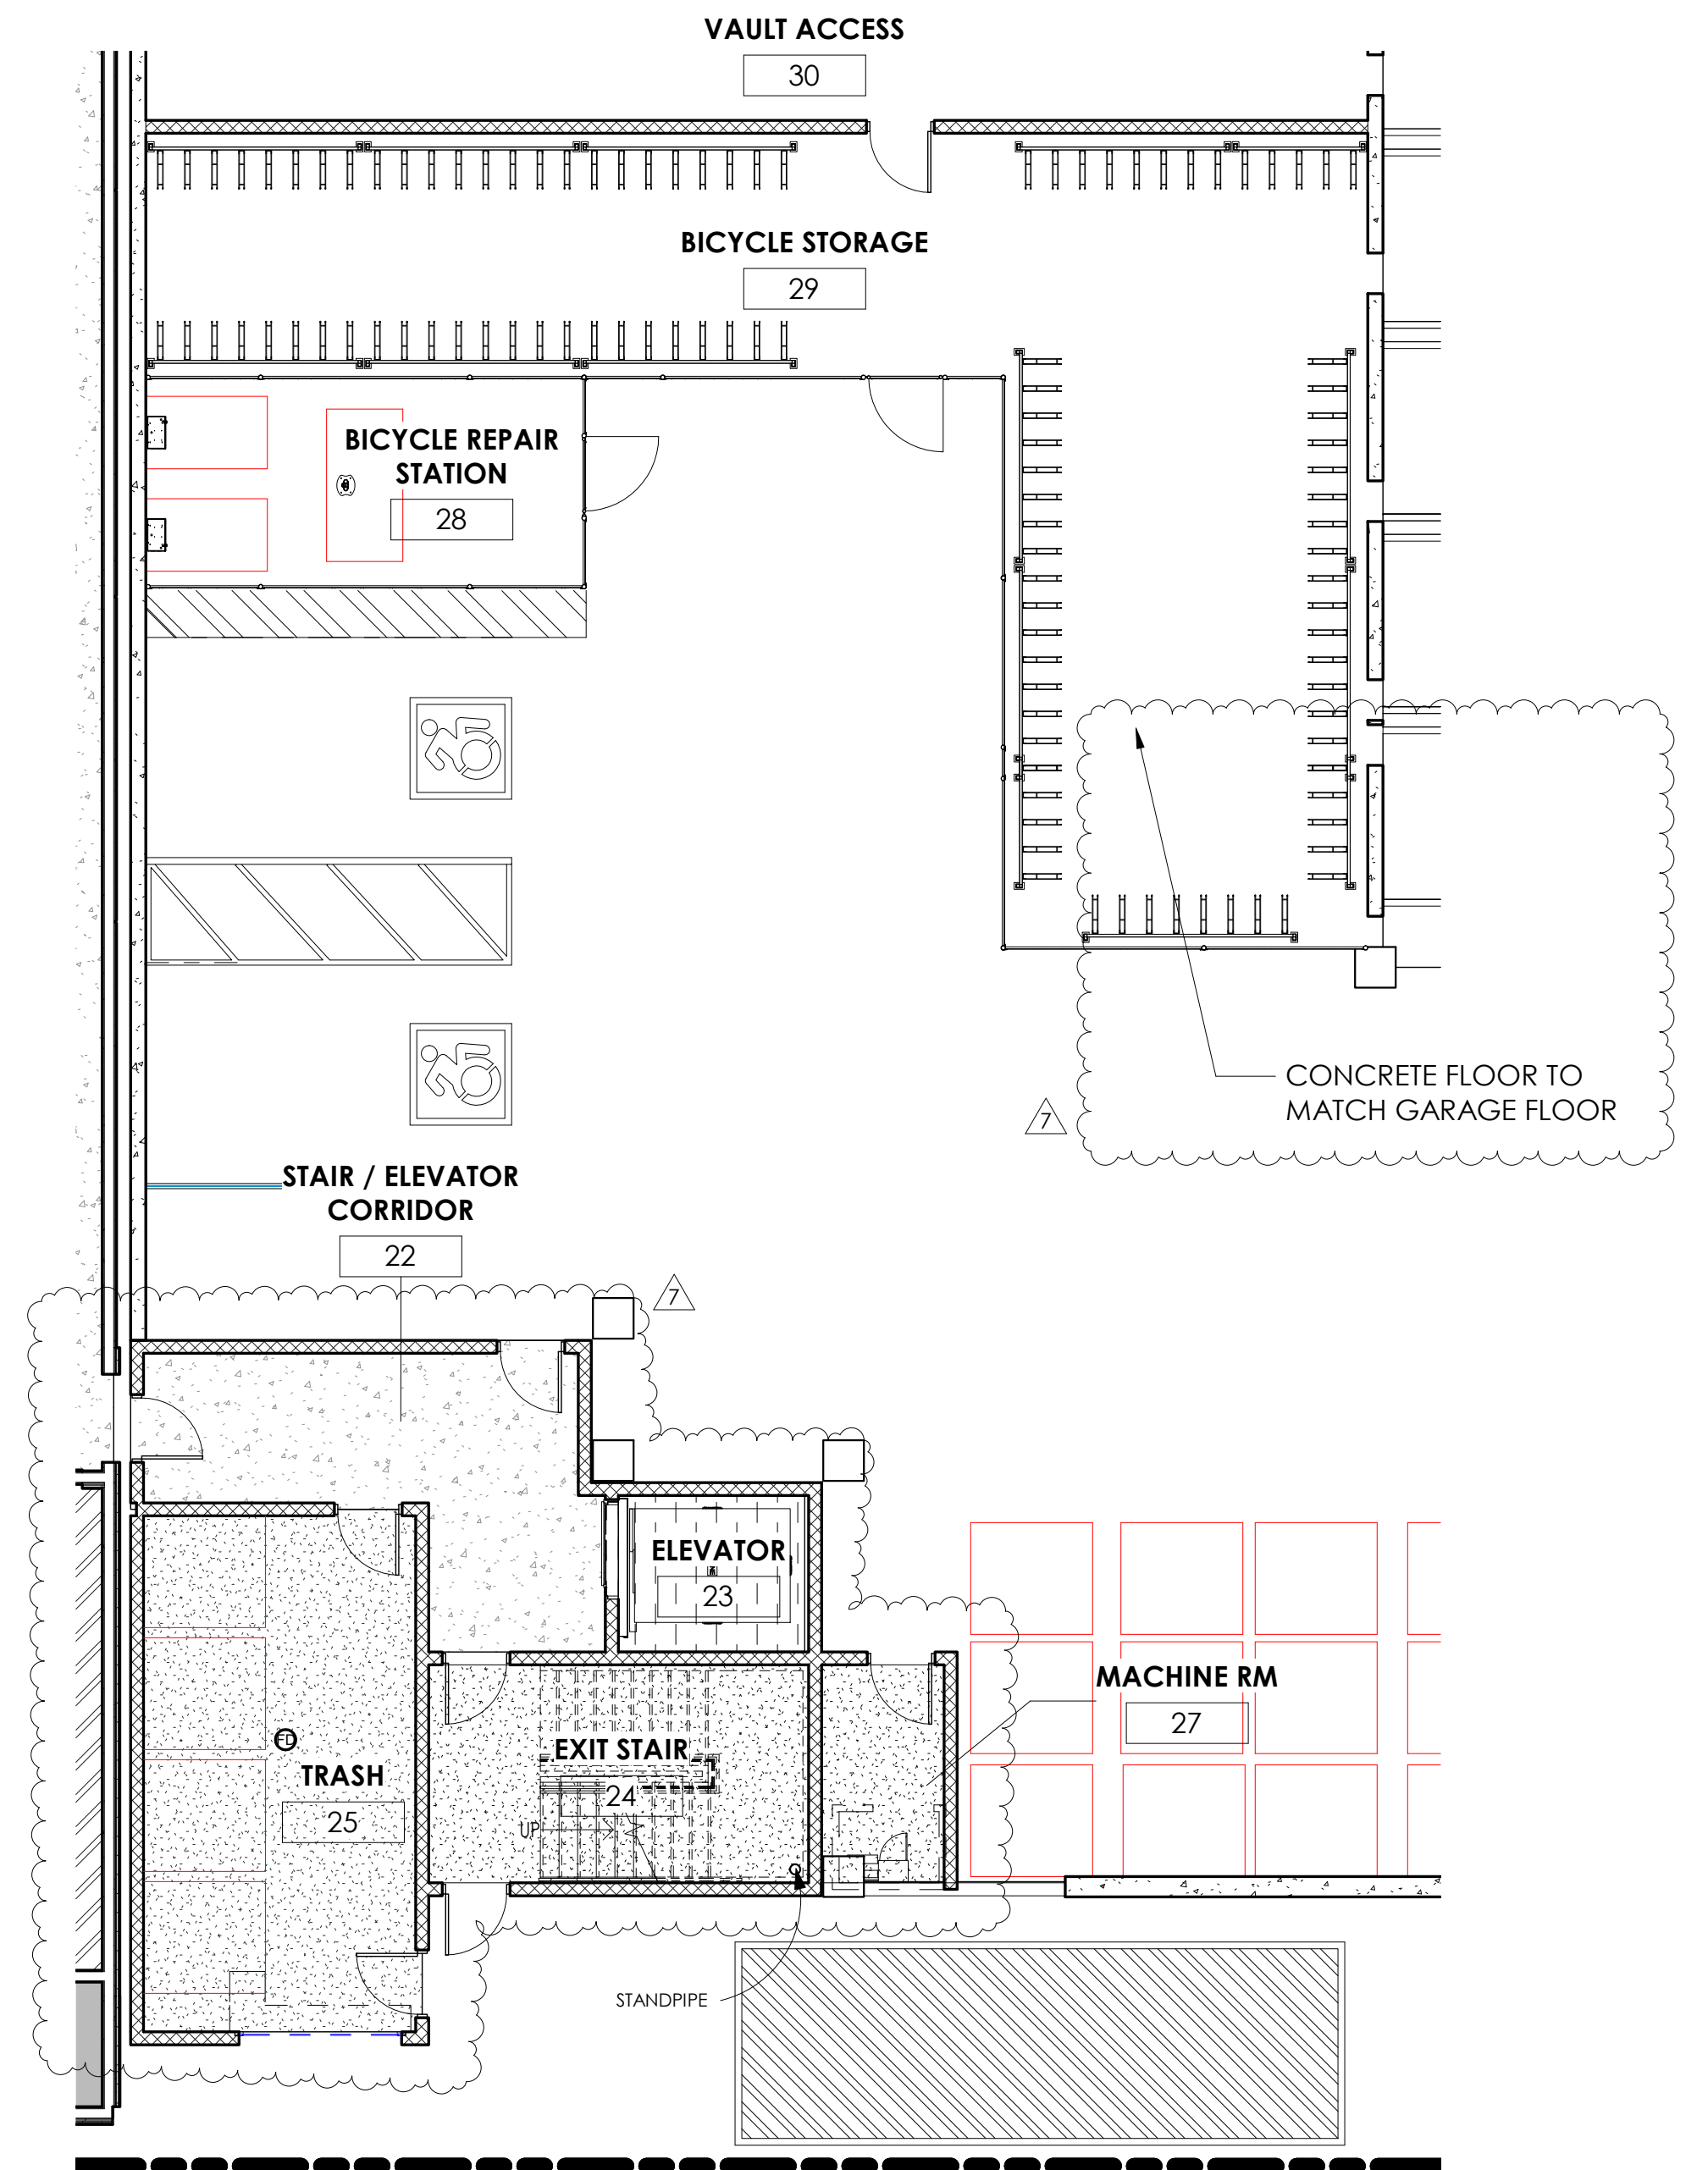 VAULT ACCESS
30
BICYCLE STORAGE
29
BICYCLE REPAIR
STATION
28
CONCRETE FLOOR TO
MATCH GARAGE FLOOR
7
STAIR / ELEVATOR
CORRIDOR
22
7
ELEVATOR
23
MACHINE RM
27
EXIT STAIR
24
UP
FD
TRASH
25
STANDPIPE